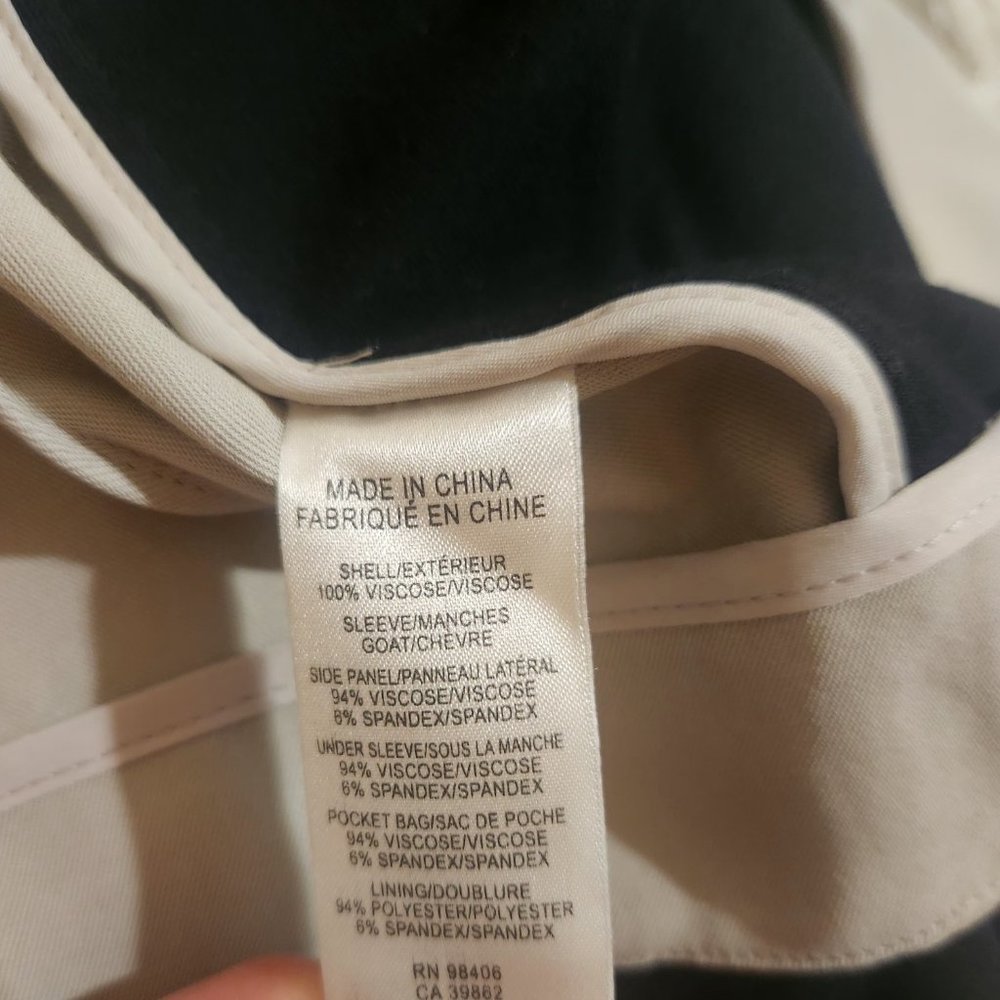 MADE IN CHINA
FABRIQUÉ EN CHINE
SHELL/EXTÉRIEUR
100% VISCOSE/VISCOSE
SLEEVE/MANCHES
GOAT/CHÈVRE
SIDE PANEL/PANNEAU LATÉRAL
94% VISCOSE/VISCOSE
6% SPANDEX/SPANDEX
UNDER SLEEVE/SOUS LA MANCHE
94% VISCOSE/VISCOSE
6% SPANDEX/SPANDEX
POCKET BAG/SAC DE POCHE
94% VISCOSE/VISCOSE
6% SPANDEX/SPANDEX
LINING/DOUBLURE
94% POLYESTER/POLYESTER
6% SPANDEX/SPANDEX
RN 98406
CA 39862